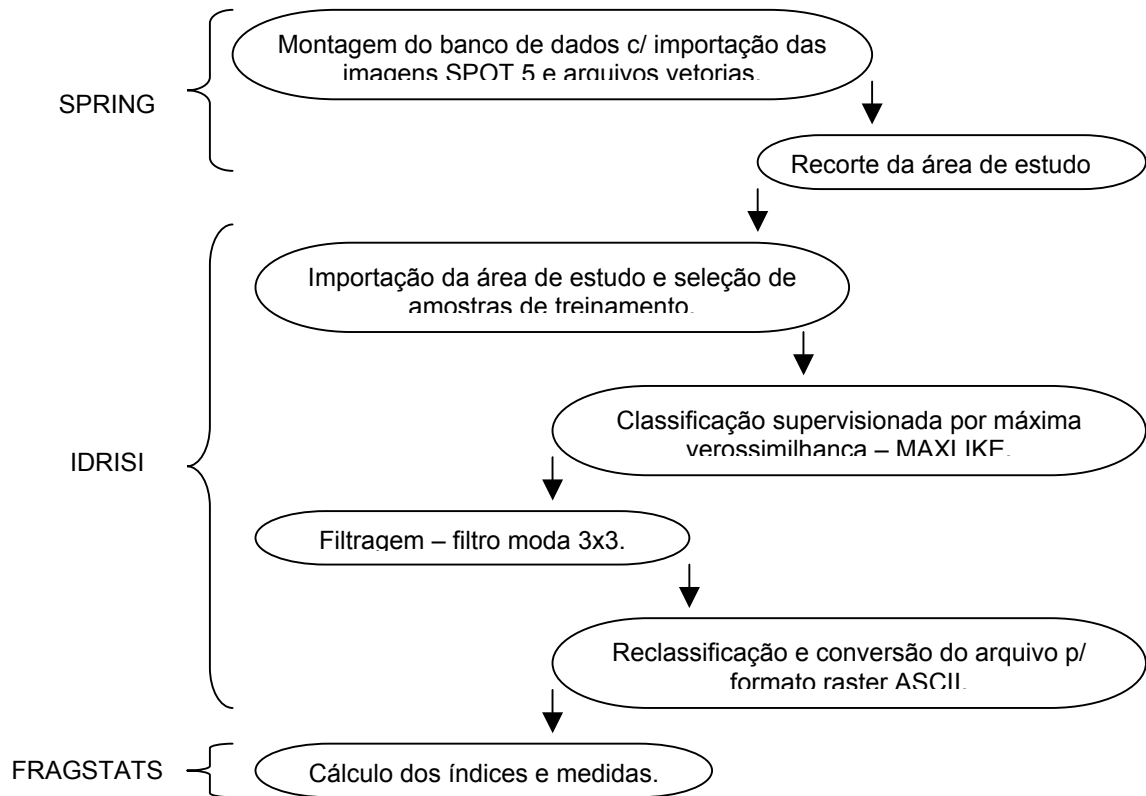 Montagem do banco de dados c/ importação das
imagens SPOT 5 e arquivos vetorias.
SPRING
Recorte da área de estudo
Importação da área de estudo e seleção de
amostras de treinamento.
Classificação supervisionada por máxima
verossimilhança – MAXLIKE.
IDRISI
Filtragem – filtro moda 3x3.
Reclassificação e conversão do arquivo p/
formato raster ASCII.
FRAGSTATS
Cálculo dos índices e medidas.